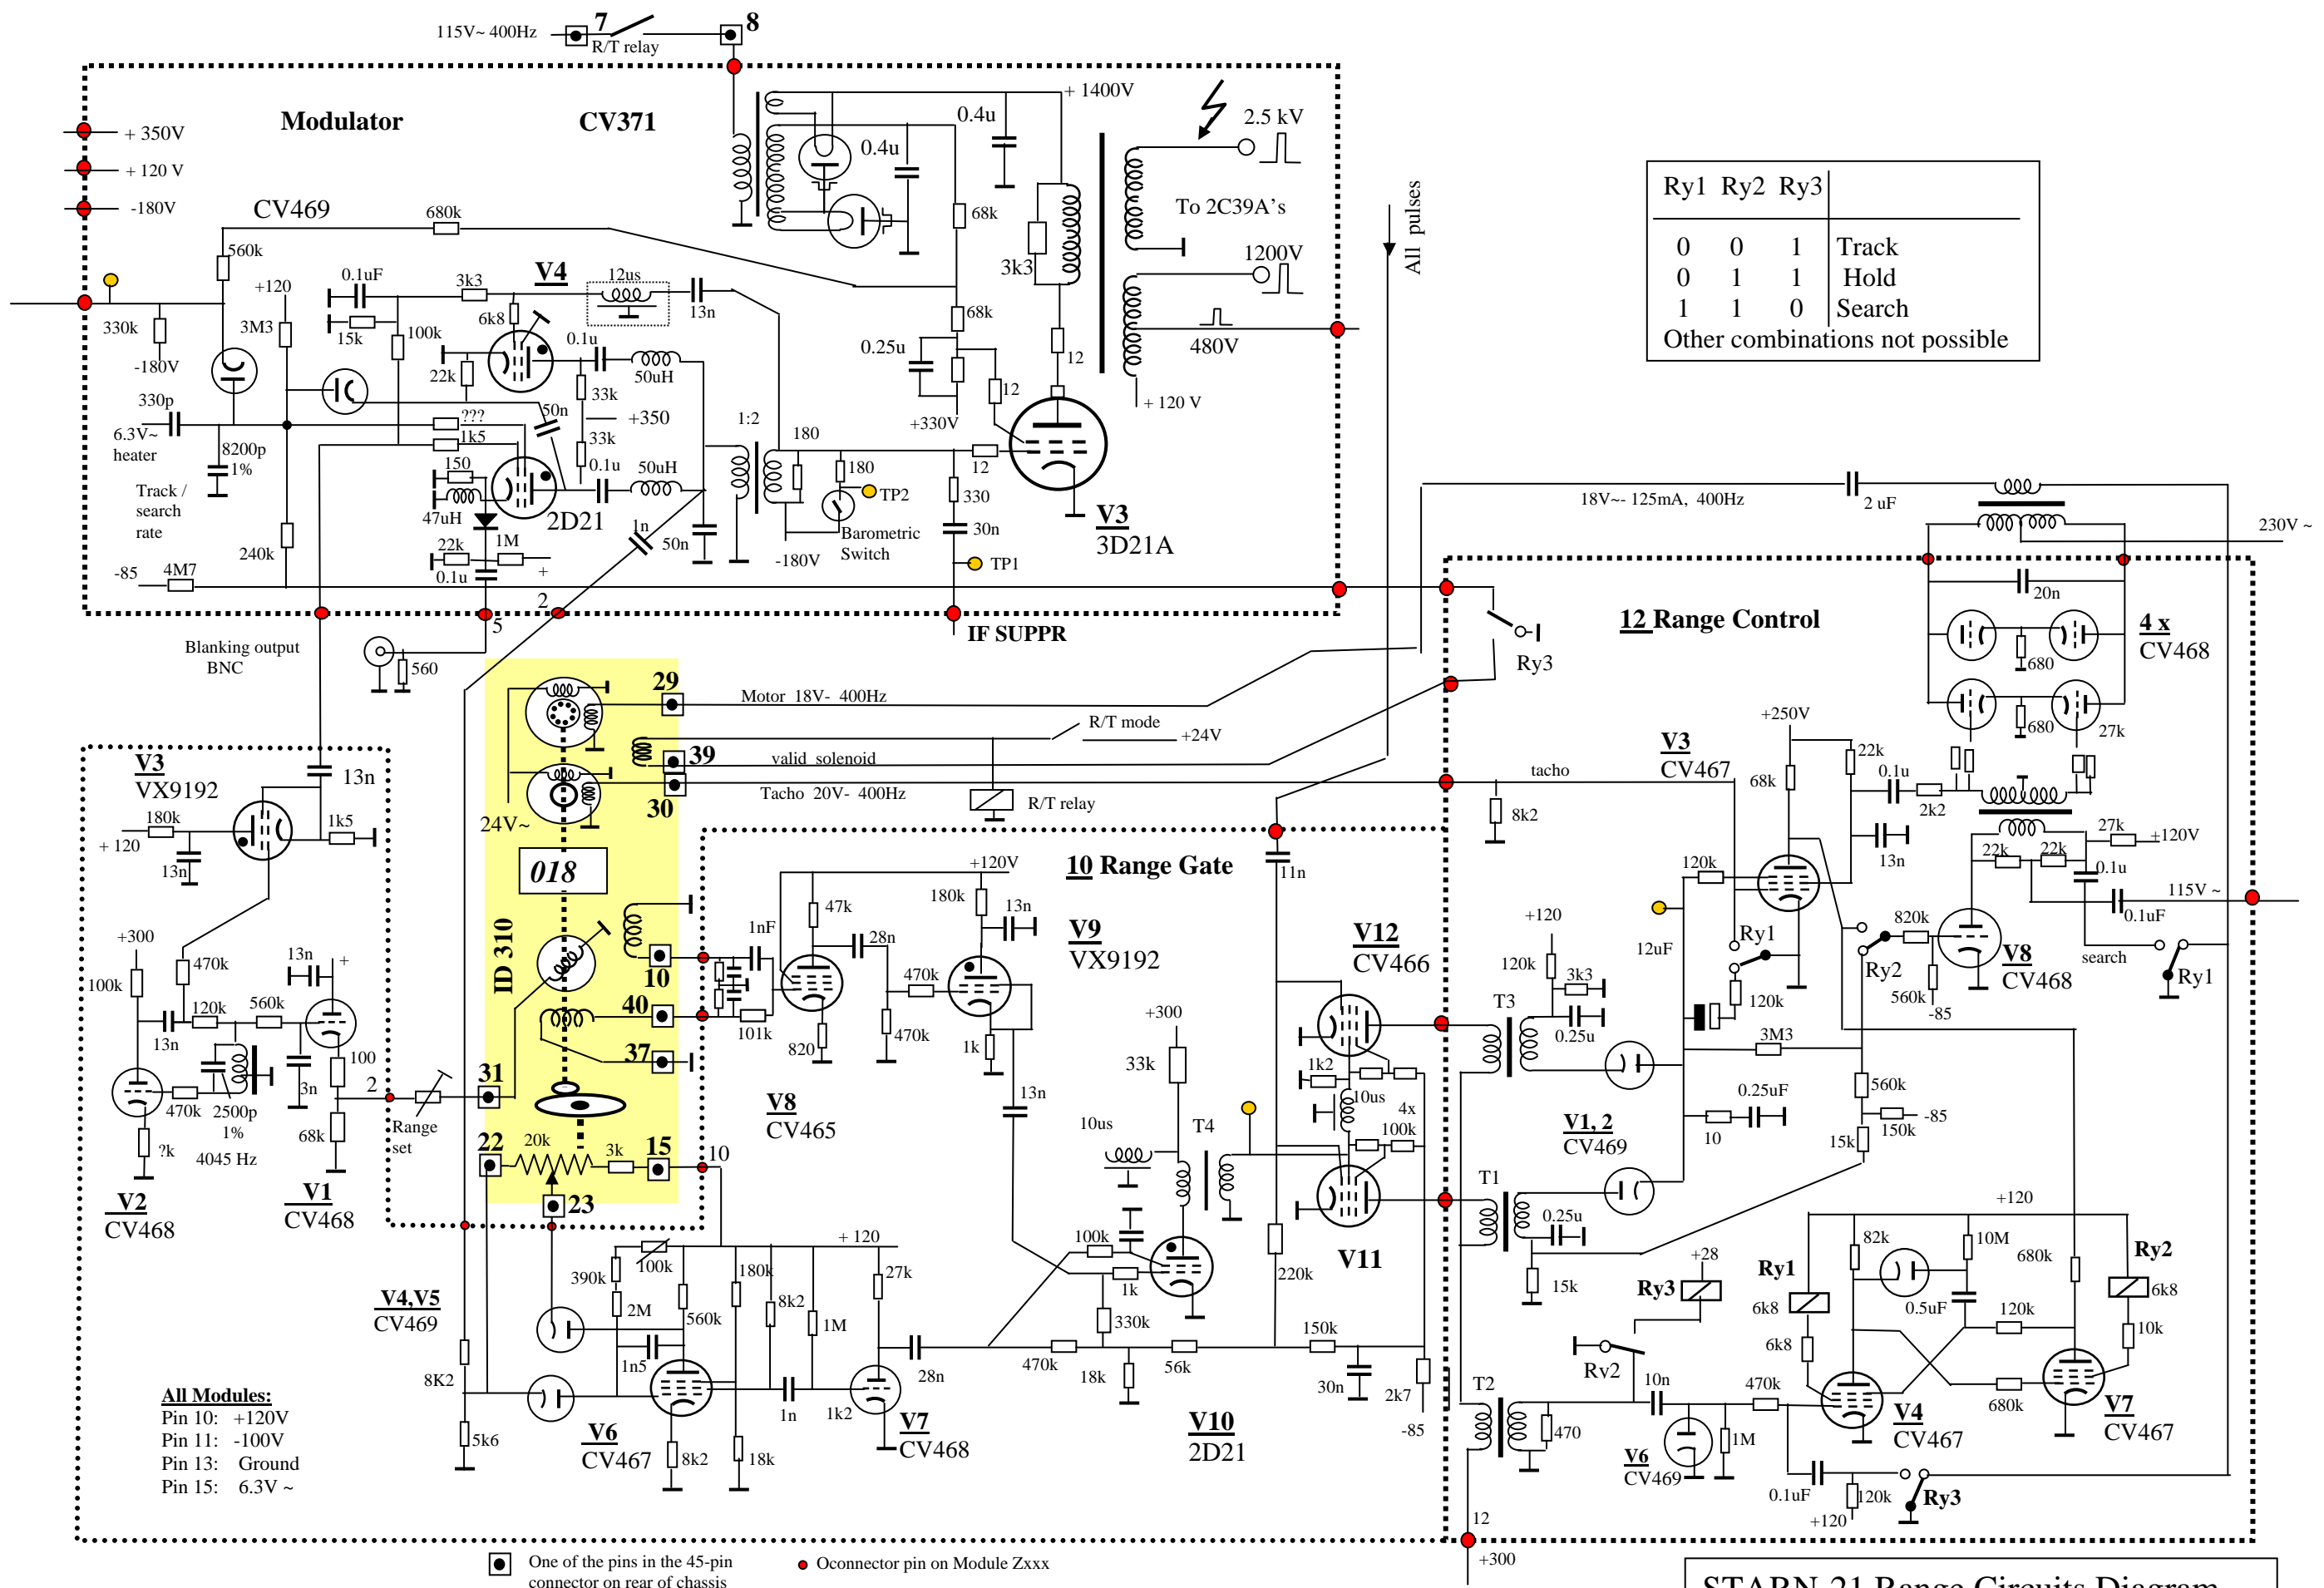 115V~ 400Hz
7
8
R/T relay
Modulator
CV371
+ 350V
+ 120 V
-180V
CV469
680k
560k
+ 1400V
0.4u
0.4u
2.5 kV
To 2C39A's
1200V
480V
+ 120 V
68k
68k
3k3
12
12
0.25u
+330V
All pulses
Ry1 Ry2 Ry3
0 0 1 Track
0 1 1 Hold
1 1 0 Search
Other combinations not possible
0.1uF
+120
3k3
V4
12us
13n
330k
3M3
15k
100k
6k8
0.1u
50uH
-180V
22k
33k
+350
330p
???
50n
33k
1:2
180
6.3V~
heater
8200p
1%
1k5
150
0.1u
50uH
180
TP2
12
330
Track /
search
rate
47uH
2D21
1n
50n
Barometric
Switch
30n
V3
3D21A
240k
22k
1M
-180V
TP1
-85
4M7
0.1u
+
2
5
IF SUPPR
Blanking output
BNC
560
18V~- 125mA, 400Hz
2 uF
230V ~
12 Range Control
20n
4 x
CV468
680
680
27k
Ry3
29
Motor 18V- 400Hz
R/T mode
+24V
39
valid solenoid
30
Tacho 20V- 400Hz
R/T relay
tacho
8k2
24V~
018
ID 310
V3
VX9192
13n
180k
+ 120
1k5
13n
+300
100k
470k
13n
+
120k
560k
13n
100
3n
470k
2500p
1%
4045 Hz
68k
?k
V2
CV468
V1
CV468
2
Range
set
31
22
20k
3k
15
10
23
10
40
37
10 Range Gate
+120V
1nF
47k
28n
180k
13n
V9
VX9192
470k
101k
820
470k
1k
V8
CV465
13n
V12
CV466
11n
1k2
10us
4x
100k
+300
33k
10us
T4
V11
220k
V3
CV467
+250V
68k
22k
0.1u
2k2
13n
27k
+120V
22k
22k
0.1u
115V ~
0.1uF
search
Ry1
120k
12uF
Ry1
120k
Ry2
820k
560k
-85
V8
CV468
+120
120k
3k3
T3
0.25u
3M3
V1, 2
CV469
0.25uF
10
560k
150k
-85
15k
T1
0.25u
15k
V4,V5
CV469
8K2
5k6
390k
100k
2M
560k
1n5
180k
8k2
1M
27k
+ 120
V6
CV467
8k2
18k
1n
1k2
V7
CV468
28n
100k
1k
330k
470k
18k
56k
150k
30n
2k7
-85
V10
2D21
+28
Ry3
Ry1
6k8
6k8
82k
+120
10M
0.5uF
680k
120k
Ry2
6k8
10k
680k
Rv2
T2
470
10n
470k
V6
CV469
1M
V4
CV467
V7
CV467
0.1uF
120k
+120
Ry3
12
+300
All Modules:
Pin 10: +120V
Pin 11: -100V
Pin 13: Ground
Pin 15: 6.3V ~
One of the pins in the 45-pin
connector on rear of chassis
Oconnector pin on Module Zxxx
STARN-21 Range Circuits Diagram